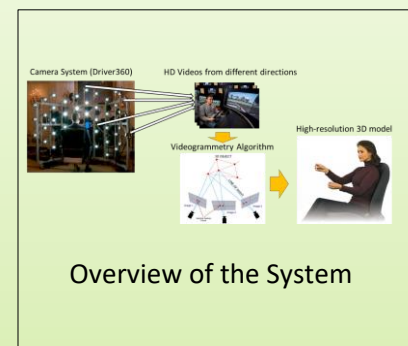 Camera System (Driver360)
HD Videos from different directions
High-resolution 3D model
Videogrammetry Algorithm
Overview of the System